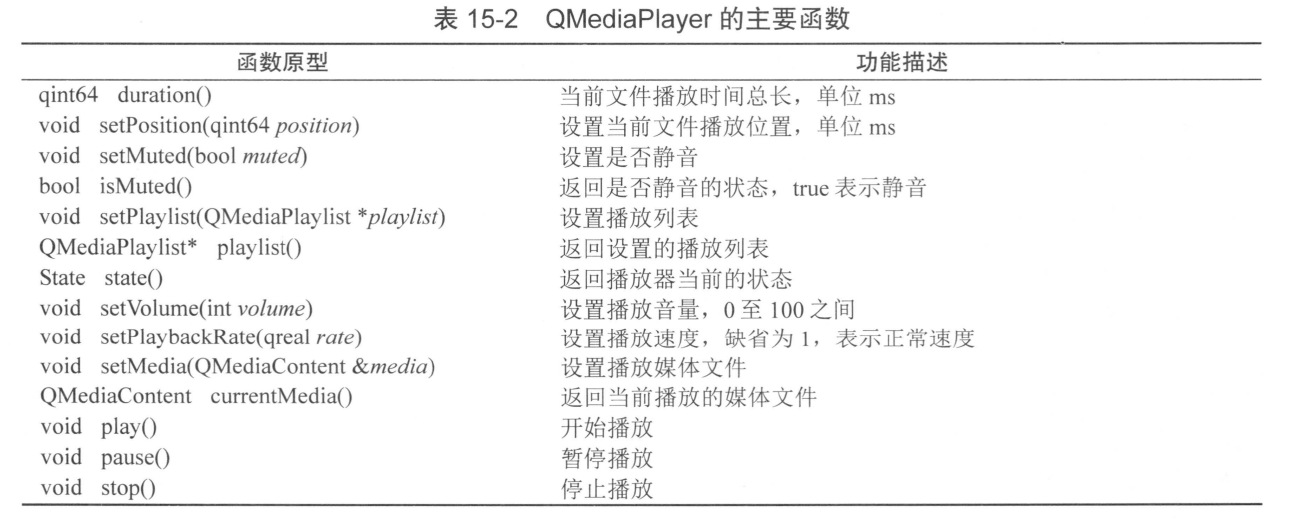 表 15-2 QMediaPlayer 的主要函数
函数原型 功能描述
qint64 duration() 当前文件播放时间总长，单位 ms
void setPosition(qint64 position) 设置当前文件播放位置，单位 ms
void setMuted(bool muted) 设置是否静音
bool isMuted() 返回是否静音的状态，true 表示静音
void setPlaylist(QMediaPlaylist *playlist) 设置播放列表
QMediaPlaylist* playlist() 返回设置的播放列表
State state() 返回播放器当前的状态
void setVolume(int volume) 设置播放音量，0 至 100 之间
void setPlaybackRate(qreal rate) 设置播放速度，缺省为 1，表示正常速度
void setMedia(QMediaContent &media) 设置播放媒体文件
QMediaContent currentMedia() 返回当前播放的媒体文件
void play() 开始播放
void pause() 暂停播放
void stop() 停止播放